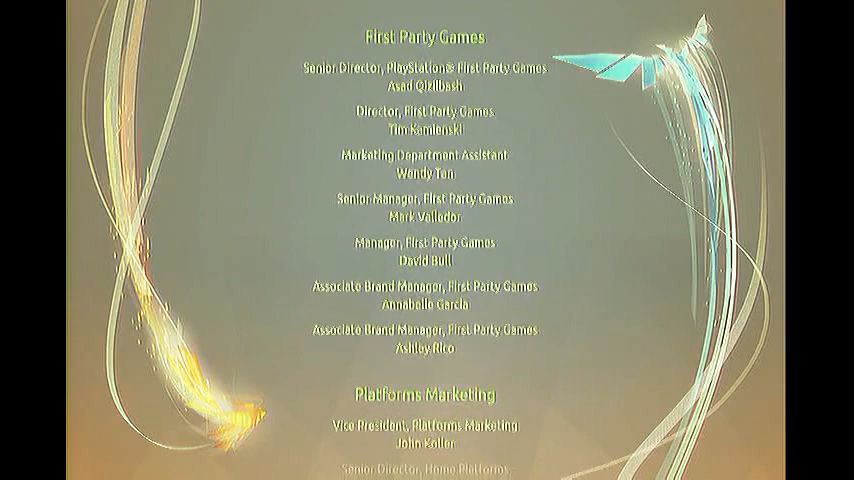 First Party Games
Senior Director, PlayStation® First Party Games
Asad Qizilbash
Director, First Party Games
Tim Kamienski
Marketing Department Assistant
Wendy Tan
Senior Manager, First Party Games
Mark Valledor
Manager, First Party Games
David Bull
Associate Brand Manager, First Party Games
Annabelle Garcia
Associate Brand Manager, First Party Games
Ashley Rico
Platforms Marketing
Vice President, Platforms Marketing
John Koller
Senior Director, Home Platforms